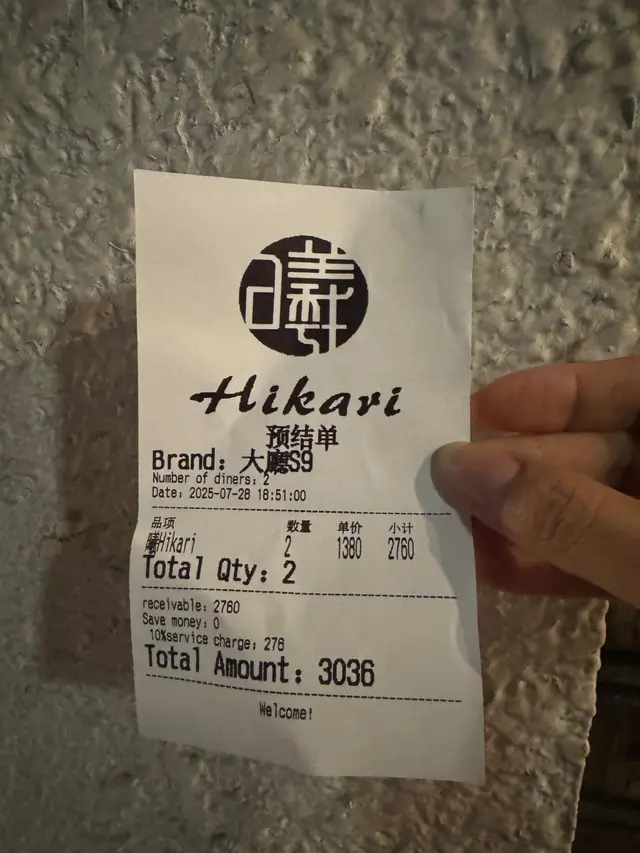 曦
Hikari
预结单
Brand: 大廳S9
Number of diners: 2
Date: 2025-07-28 18:51:00
品项 数量 单价 小计
曦Hikari 2 1380 2760
Total Qty: 2
receivable: 2760
Save money: 0
10%service charge: 276
Total Amount: 3036
Welcome!